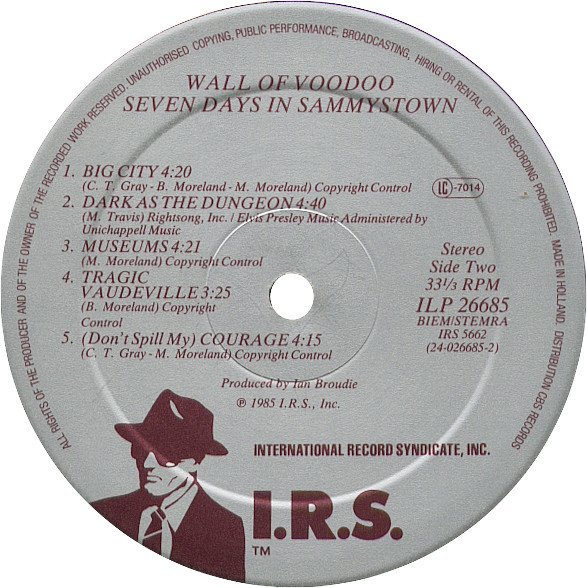 ALL RIGHTS OF THE PRODUCER AND OF THE OWNER OF THE RECORDED WORK RESERVED. UNAUTHORISED COPYING, PUBLIC PERFORMANCE, BROADCASTING, HIRING OR RENTAL OF THIS RECORDING PROHIBITED. MADE IN HOLLAND. DISTRIBUTION CBS RECORDS
WALL OF VOODOO
SEVEN DAYS IN SAMMYSTOWN
1. BIG CITY 4:20
(C. T. Gray - B. Moreland - M. Moreland) Copyright Control
2. DARK AS THE DUNGEON 4:40
(M. Travis) Rightsong, Inc. / Elvis Presley Music Administered by
Unichappell Music
3. MUSEUMS 4:21
(M. Moreland) Copyright Control
4. TRAGIC
VAUDEVILLE 3:25
(B. Moreland) Copyright
Control
5. (Don't Spill My) COURAGE 4:15
(C. T. Gray - M. Moreland) Copyright Control
LC -7014
Stereo
Side Two
33 1/3 RPM
ILP 26685
BIEM/STEMRA
IRS 5662
(24-026685-2)
Produced by Ian Broudie
℗ 1985 I.R.S., Inc.
INTERNATIONAL RECORD SYNDICATE, INC.
I.R.S.
TM